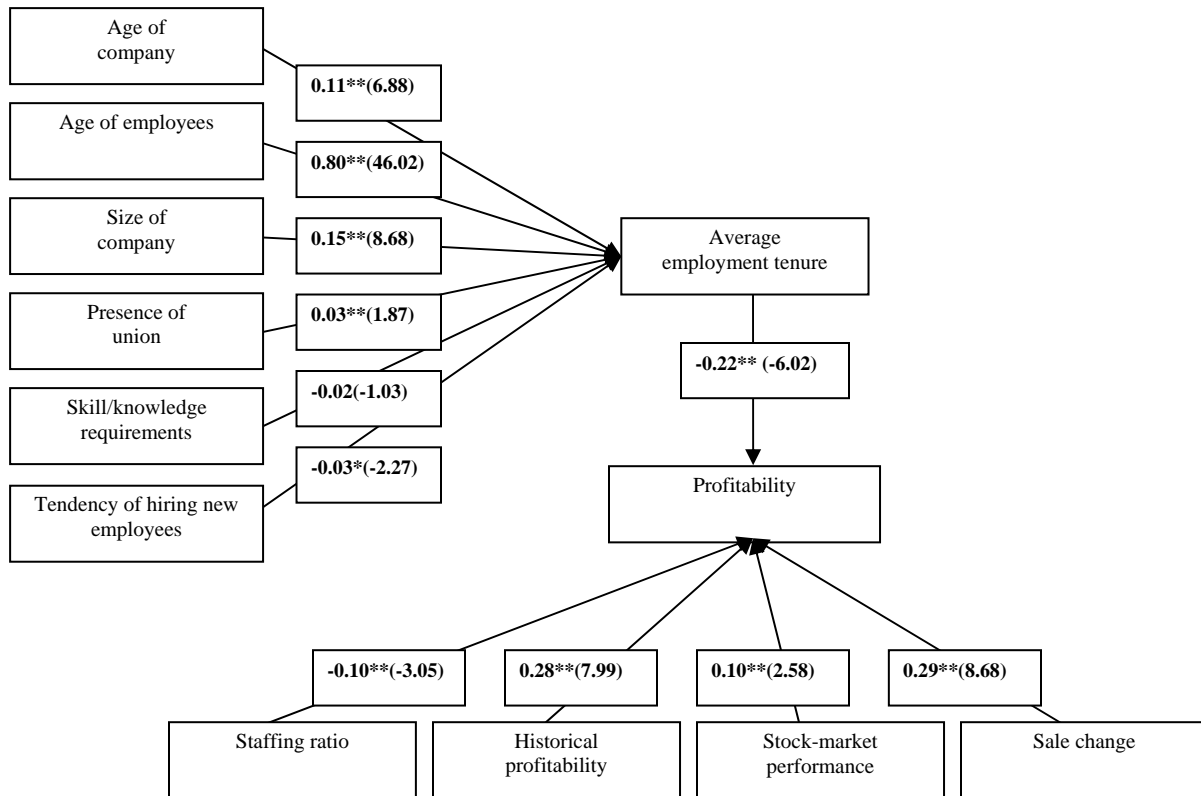 Age of
company
0.11**(6.88)
Age of employees
0.80**(46.02)
Size of
company
0.15**(8.68)
Average
employment tenure
Presence of
union
0.03**(1.87)
-0.22** (-6.02)
Skill/knowledge
requirements
-0.02(-1.03)
-0.03*(-2.27)
Tendency of hiring new
employees
Profitability
-0.10**(-3.05)
0.28**(7.99)
0.10**(2.58)
0.29**(8.68)
Staffing ratio
Historical
profitability
Stock-market
performance
Sale change